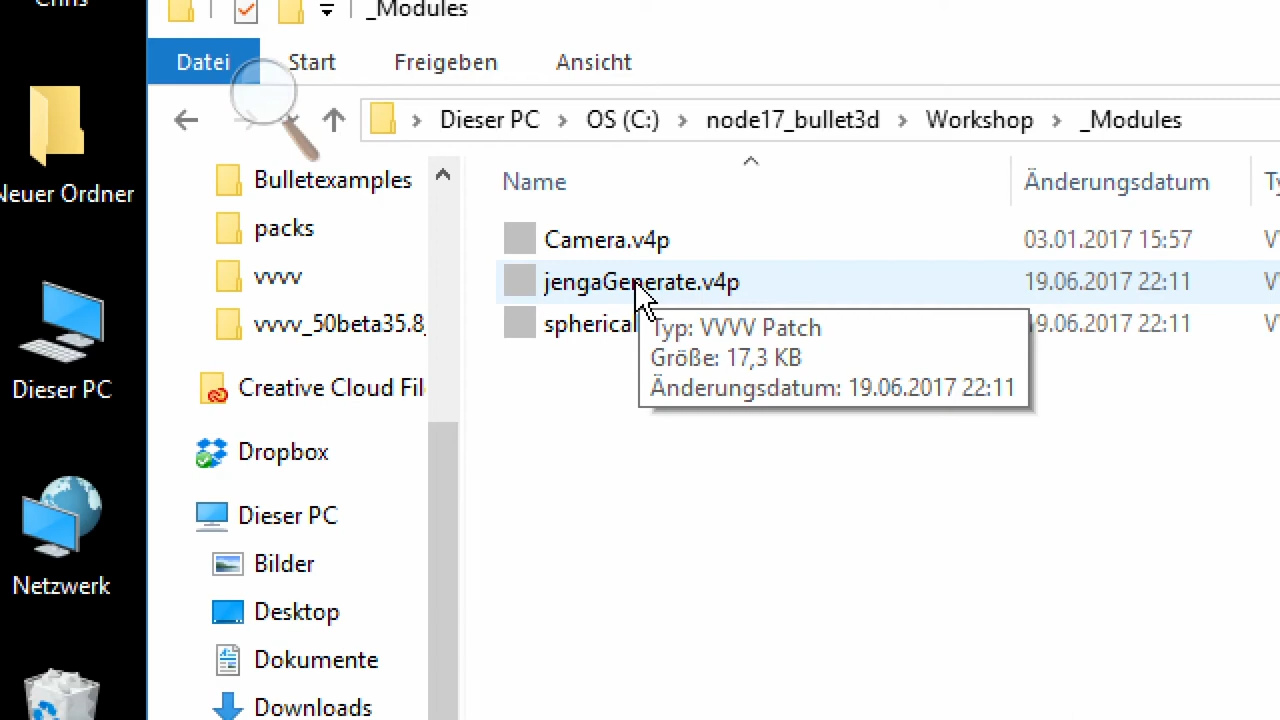 Chris
_Modules
Datei Start Freigeben Ansicht
Dieser PC OS (C:) node17_bullet3d Workshop _Modules
Neuer Ordner
Dieser PC
Netzwerk
Bulletexamples
packs
vvvv
vvvv_50beta35.8_
Creative Cloud Fil
Dropbox
Dieser PC
Bilder
Desktop
Dokumente
Downloads
Name Änderungsdatum Ty
Camera.v4p 03.01.2017 15:57 V
jengaGenerate.v4p 19.06.2017 22:11 V
spherical 19.06.2017 22:11 V
Typ: VVVV Patch
Größe: 17,3 KB
Änderungsdatum: 19.06.2017 22:11